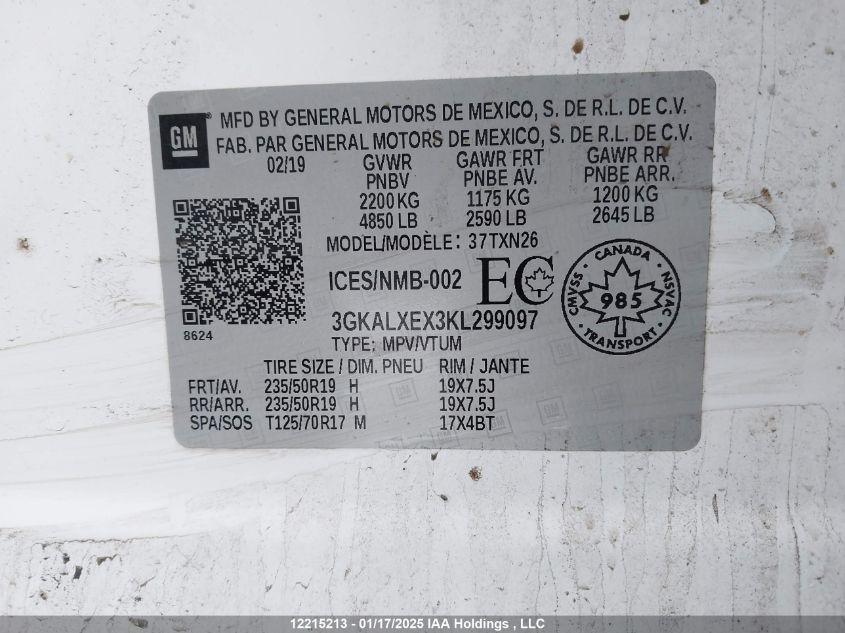 GM
MFD BY GENERAL MOTORS DE MEXICO, S. DE R.L. DE C.V.
FAB. PAR GENERAL MOTORS DE MEXICO, S. DE R.L. DE C.V.
02/19 GVWR GAWR FRT GAWR RR
PNBV PNBE AV. PNBE ARR.
2200 KG 1175 KG 1200 KG
4850 LB 2590 LB 2645 LB
MODEL/MODÈLE: 37TXN26
ICES/NMB-002 EC
CANADA
CMVSS 985 NSVAC
TRANSPORT
8624
3GKALXEX3KL299097
TYPE: MPV/VTUM
TIRE SIZE / DIM. PNEU RIM / JANTE
FRT/AV. 235/50R19 H 19X7.5J
RR/ARR. 235/50R19 H 19X7.5J
SPA/SOS T125/70R17 M 17X4BT
12215213 - 01/17/2025 IAA Holdings , LLC